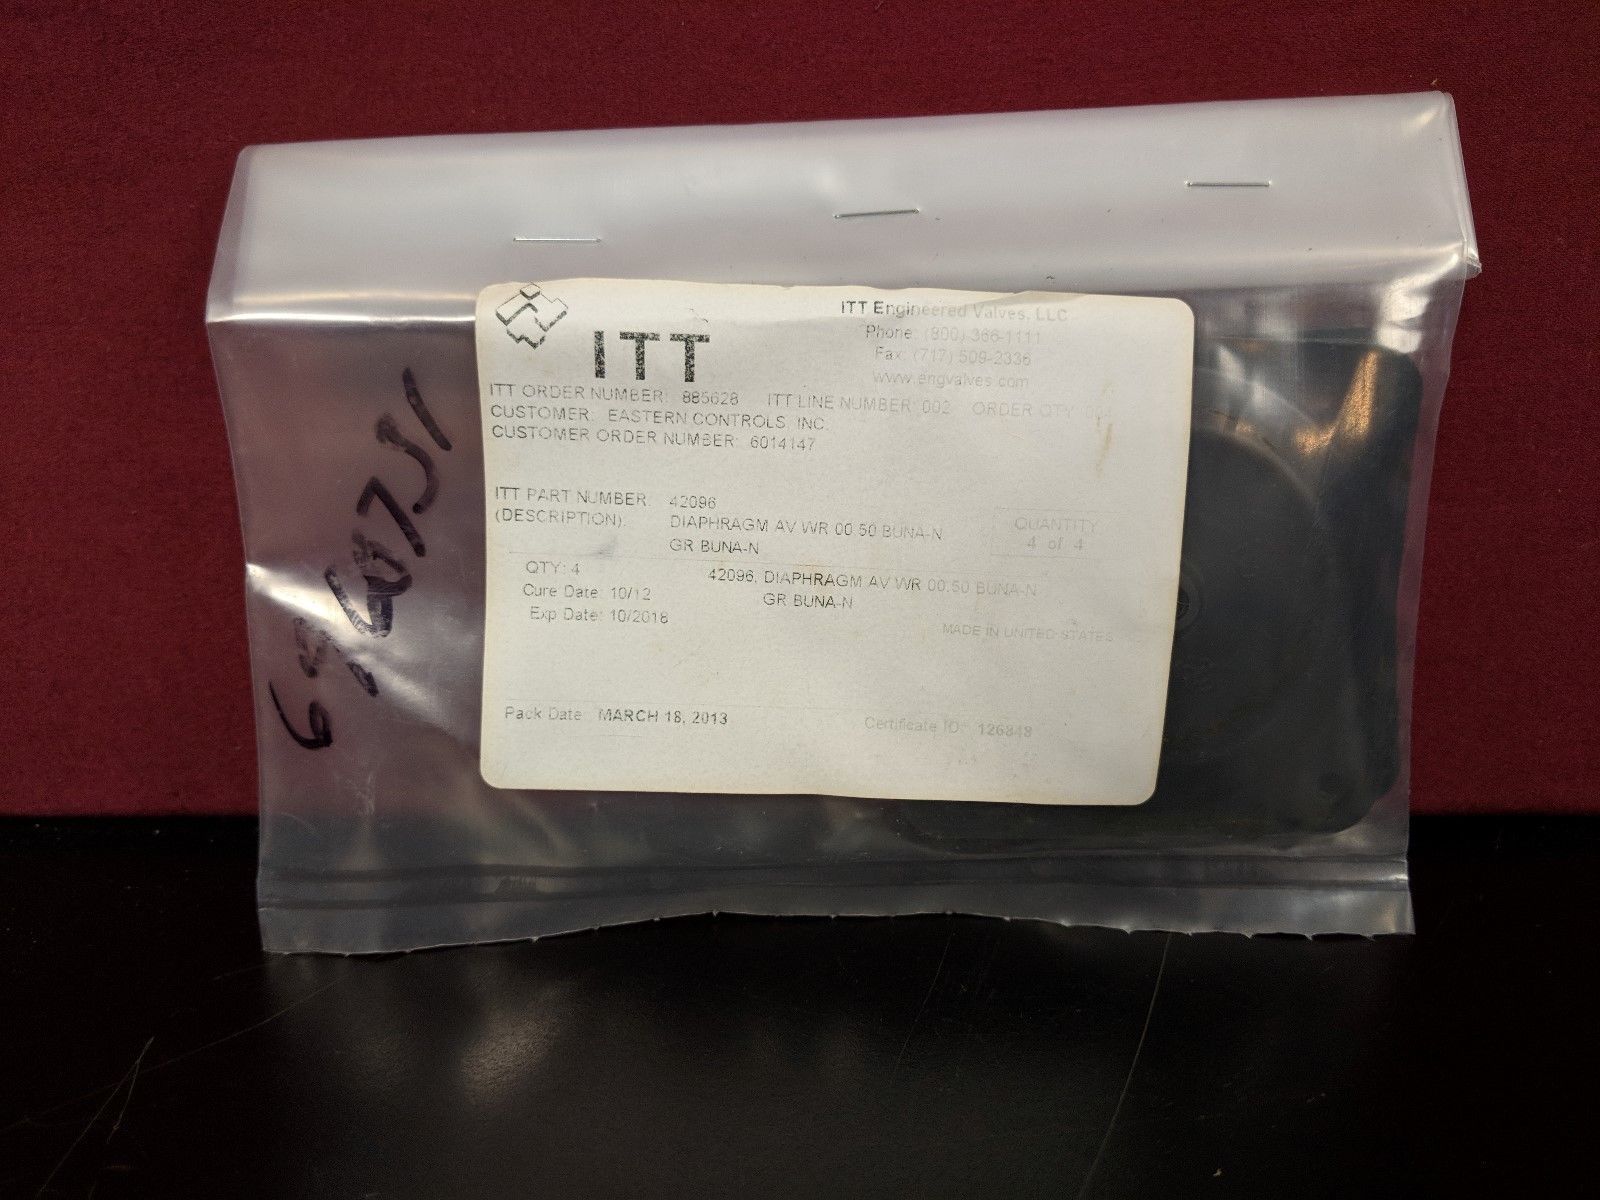 ITT
ITT Engineered Valves, LLC
Phone: (800) 366-1111
Fax: (717) 509-2336
www.engvalves.com
ITT ORDER NUMBER: 885628 ITT LINE NUMBER: 002 ORDER QTY
CUSTOMER: EASTERN CONTROLS, INC.
CUSTOMER ORDER NUMBER: 6014147
ITT PART NUMBER: 42096
(DESCRIPTION): DIAPHRAGM AV WR 00.50 BUNA-N
GR BUNA-N
QUANTITY
4 of 4
QTY: 4 42096, DIAPHRAGM AV WR 00.50 BUNA-N
Cure Date: 10/12 GR BUNA-N
Exp Date: 10/2018
MADE IN UNITED STATES
Pack Date: MARCH 18, 2013 Certificate ID: 126848